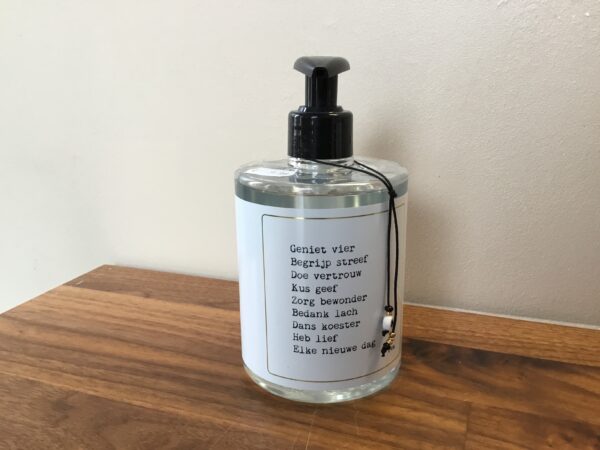 Geniet vier
Begrijp streef
Doe vertrouw
Kus geef
Zorg bewonder
Bedank lach
Dans koester
Heb lief
Elke nieuwe dag